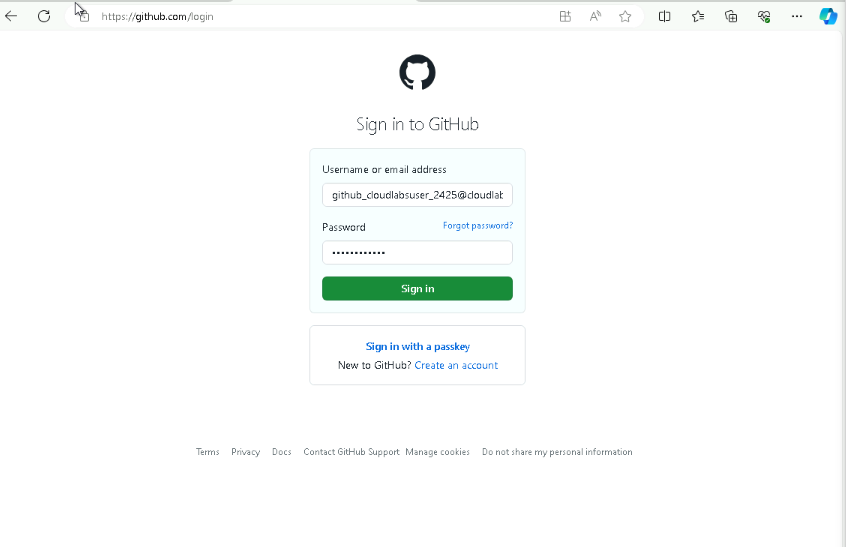 https://github.com/login
Sign in to GitHub
Username or email address
github_cloudlabsuser_2425@cloudlab
Password Forgot password?
Sign in
Sign in with a passkey
New to GitHub? Create an account
Terms Privacy Docs Contact GitHub Support Manage cookies Do not share my personal information